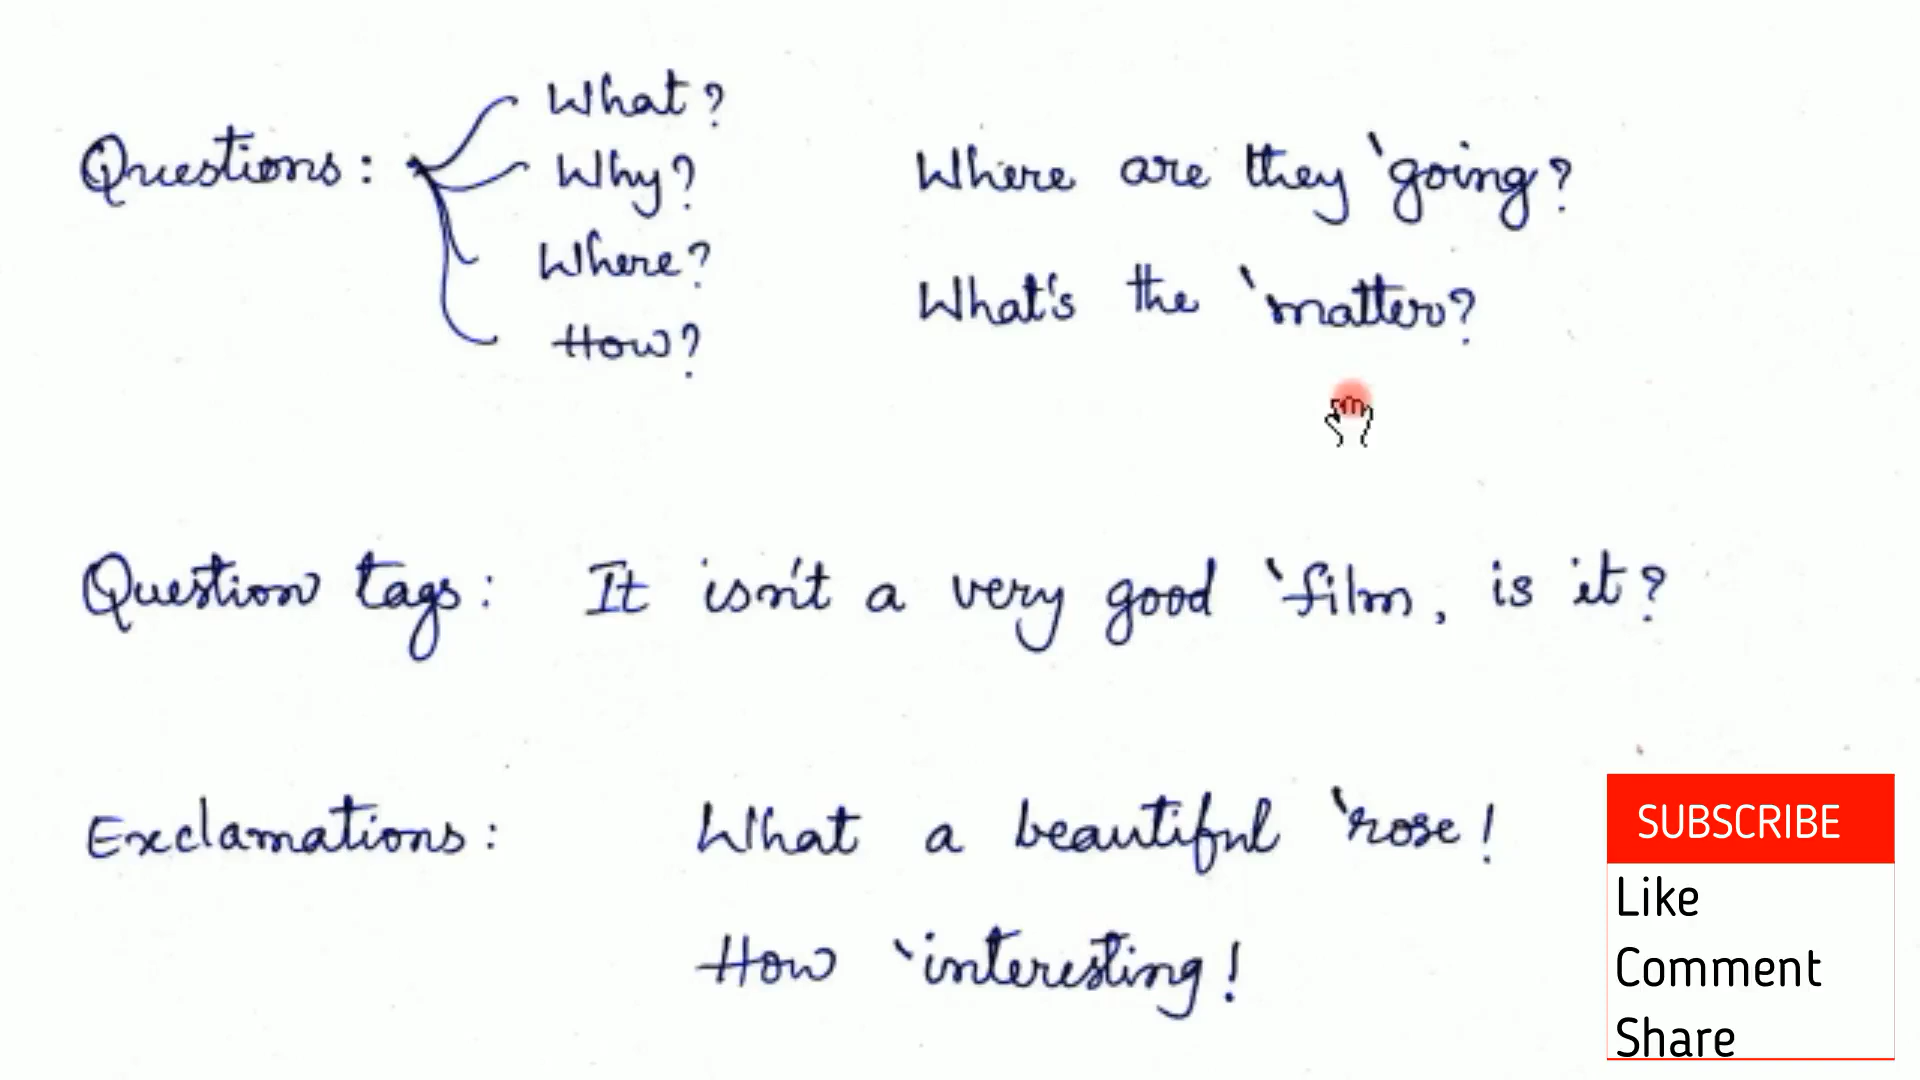 What?
Questions: Why? Where are they `going?
Where?
What's the `matter?
How?
Question tags: It isn't a very good `film, is it?
Exclamations: What a beautiful `rose!
How `interesting!
SUBSCRIBE
Like
Comment
Share